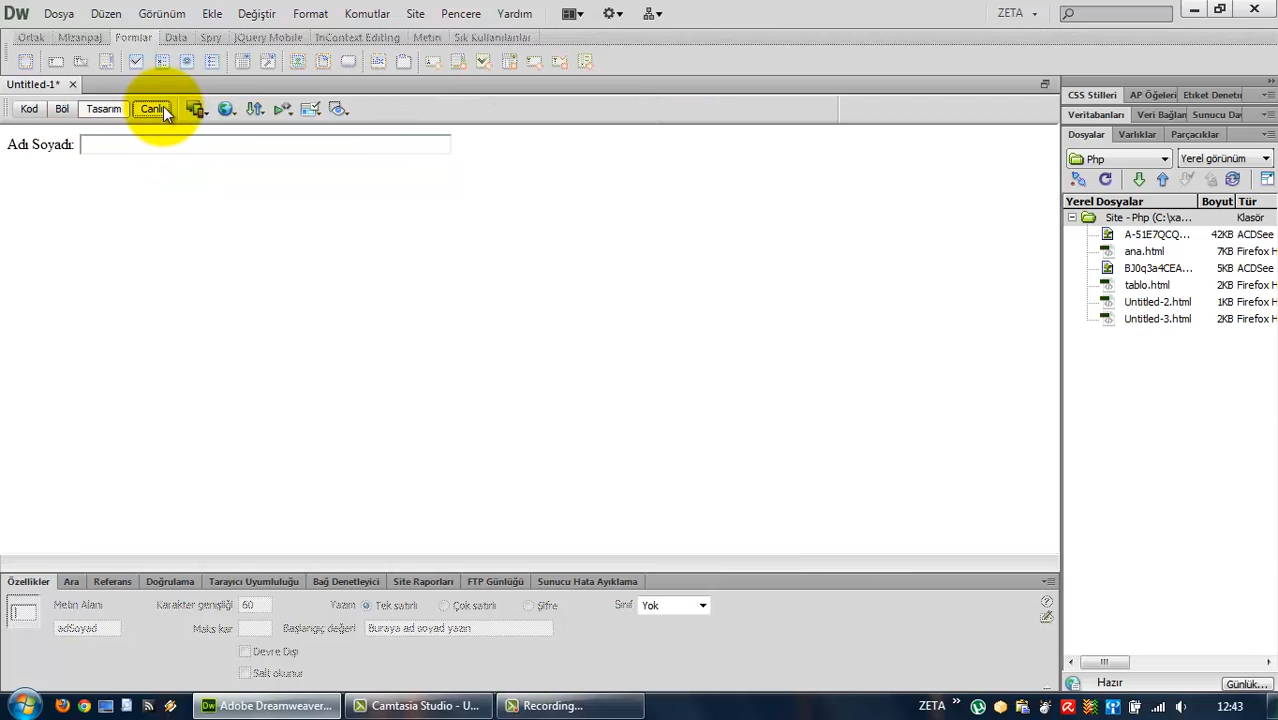 Dw Dosya Düzen Görünüm Ekle Değiştir Format Komutlar Site Pencere Yardım ZETA
Ortak Mizanpaj Formlar Data Spry jQuery Mobile InContext Editing Metin Sık Kullanılanlar
Untitled-1*
Kod Böl Tasarım Canlı
Adı Soyadı:
CSS Stilleri AP Öğeleri Etiket Denetimi
Veritabanları Veri Bağlan Sunucu Da
Dosyalar Varlıklar Parçacıklar
Php Yerel görünüm
Yerel Dosyalar Boyut Tür
Site - Php (C:\xa... Klasör
A-51E7QCQ... 42KB ACDSee
ana.html 7KB Firefox H
BJ0q3a4CEA... 5KB ACDSee
tablo.html 2KB Firefox H
Untitled-2.html 1KB Firefox H
Untitled-3.html 2KB Firefox H
Özellikler Ara Referans Doğrulama Tarayıcı Uyumluluğu Bağ Denetleyici Site Raporları FTP Günlüğü Sunucu Hata Ayıklama
Metin Alanı Karakter genişliği 60 Yazım Tek satırlı Çok satırlı Şifre Sınıf Yok
adSoyad Maks kar Başlangıç değeri Buraya ad soyad yazın
Devre Dışı
Salt okunur
Hazır Günlük...
Dw Adobe Dreamweaver... Camtasia Studio - U... Recording... ZETA 12:43